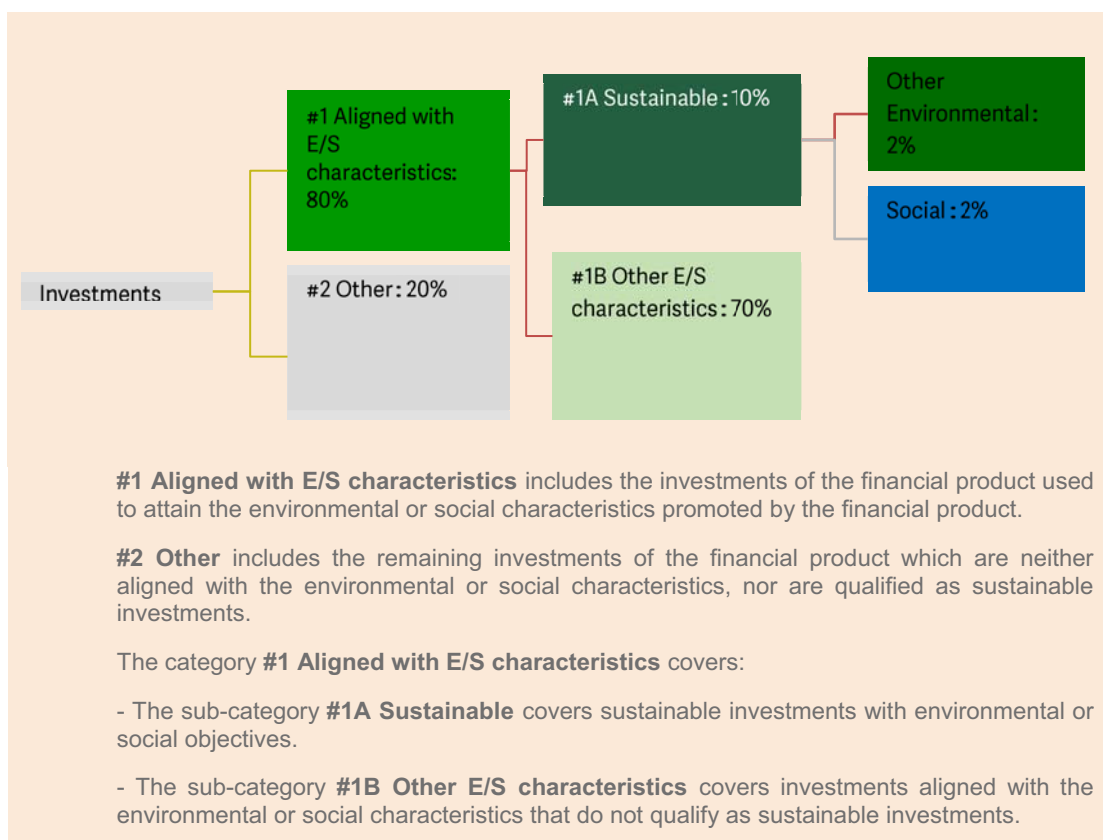 Investments
#1 Aligned with
E/S
characteristics:
80%
#2 Other: 20%
#1A Sustainable: 10%
#1B Other E/S
characteristics: 70%
Other
Environmental:
2%
Social: 2%
#1 Aligned with E/S characteristics includes the investments of the financial product used
to attain the environmental or social characteristics promoted by the financial product.
#2 Other includes the remaining investments of the financial product which are neither
aligned with the environmental or social characteristics, nor are qualified as sustainable
investments.
The category #1 Aligned with E/S characteristics covers:
- The sub-category #1A Sustainable covers sustainable investments with environmental or
social objectives.
- The sub-category #1B Other E/S characteristics covers investments aligned with the
environmental or social characteristics that do not qualify as sustainable investments.